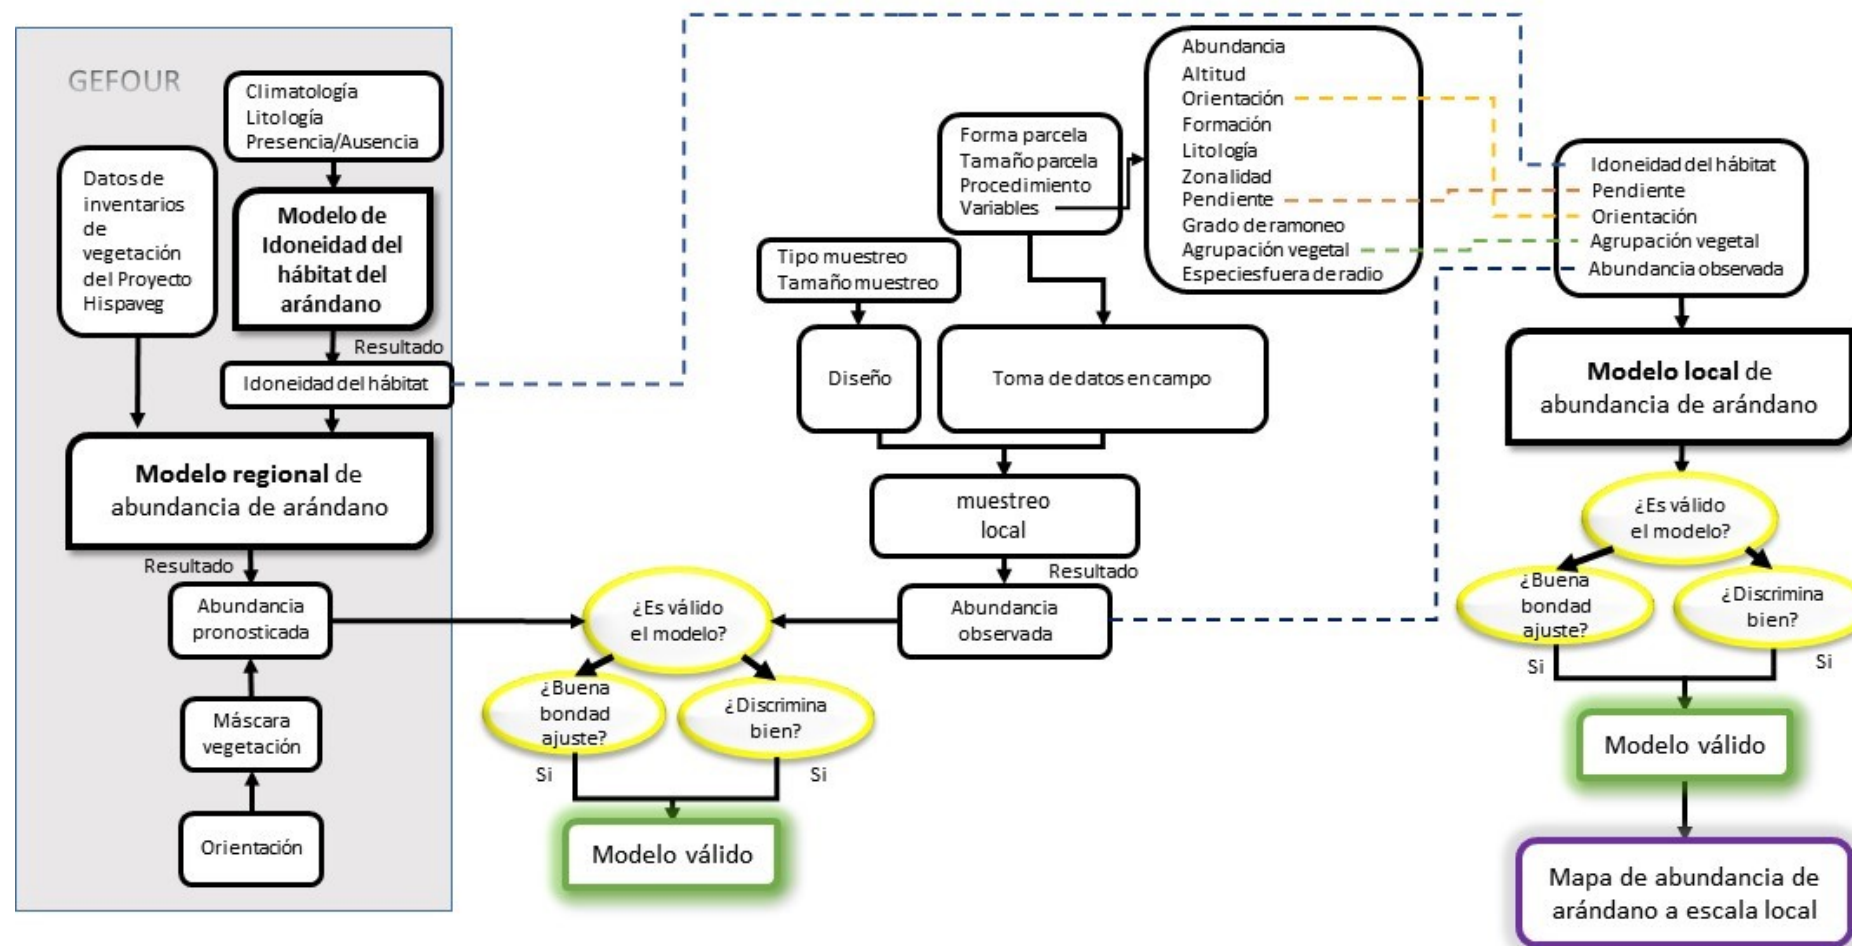 GEFOUR
Climatología
Litología
Presencia/Ausencia
Datos de
inventarios
de
vegetación
del Proyecto
Hispaveg
Modelo de
Idoneidad del
hábitat del
arándano
Resultado
Idoneidad del hábitat
Modelo regional de
abundancia de arándano
Resultado
Abundancia
pronosticada
Máscara
vegetación
Orientación
Forma parcela
Tamaño parcela
Procedimiento
Variables
Tipo muestreo
Tamaño muestreo
Diseño
Toma de datos en campo
muestreo
local
Resultado
Abundancia
observada
¿Es válido
el modelo?
¿Buena
bondad
ajuste?
¿Discrimina
bien?
Si
Si
Modelo válido
Abundancia
Altitud
Orientación
Formación
Litología
Zonalidad
Pendiente
Grado de ramoneo
Agrupación vegetal
Especies fuera de radio
Idoneidad del hábitat
Pendiente
Orientación
Agrupación vegetal
Abundancia observada
Modelo local de
abundancia de arándano
¿Es válido
el modelo?
¿Buena
bondad
ajuste?
¿Discrimina
bien?
Si
Si
Modelo válido
Mapa de abundancia de
arándano a escala local